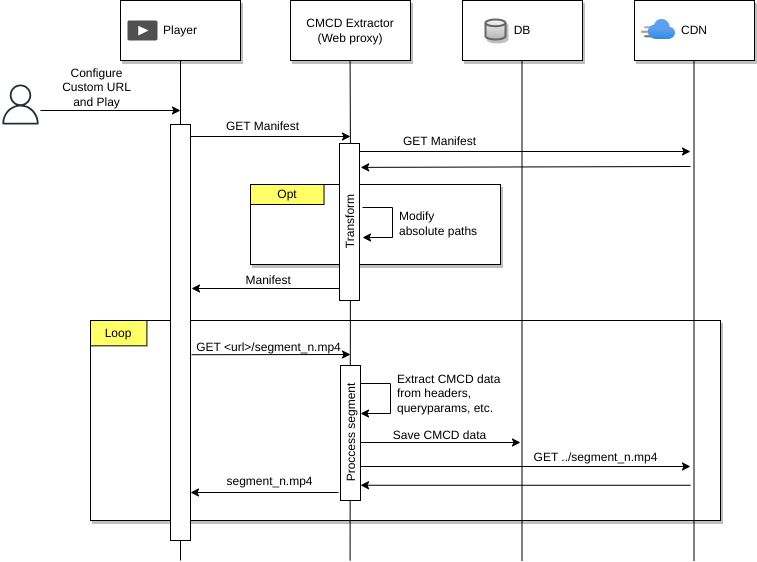 Player
CMCD Extractor
(Web proxy)
DB
CDN
Configure
Custom URL
and Play
GET Manifest
GET Manifest
Opt
Transform
Modify
absolute paths
Manifest
Loop
GET <url>/segment_n.mp4
Proccess segment
Extract CMCD data
from headers,
queryparams, etc.
Save CMCD data
GET ../segment_n.mp4
segment_n.mp4